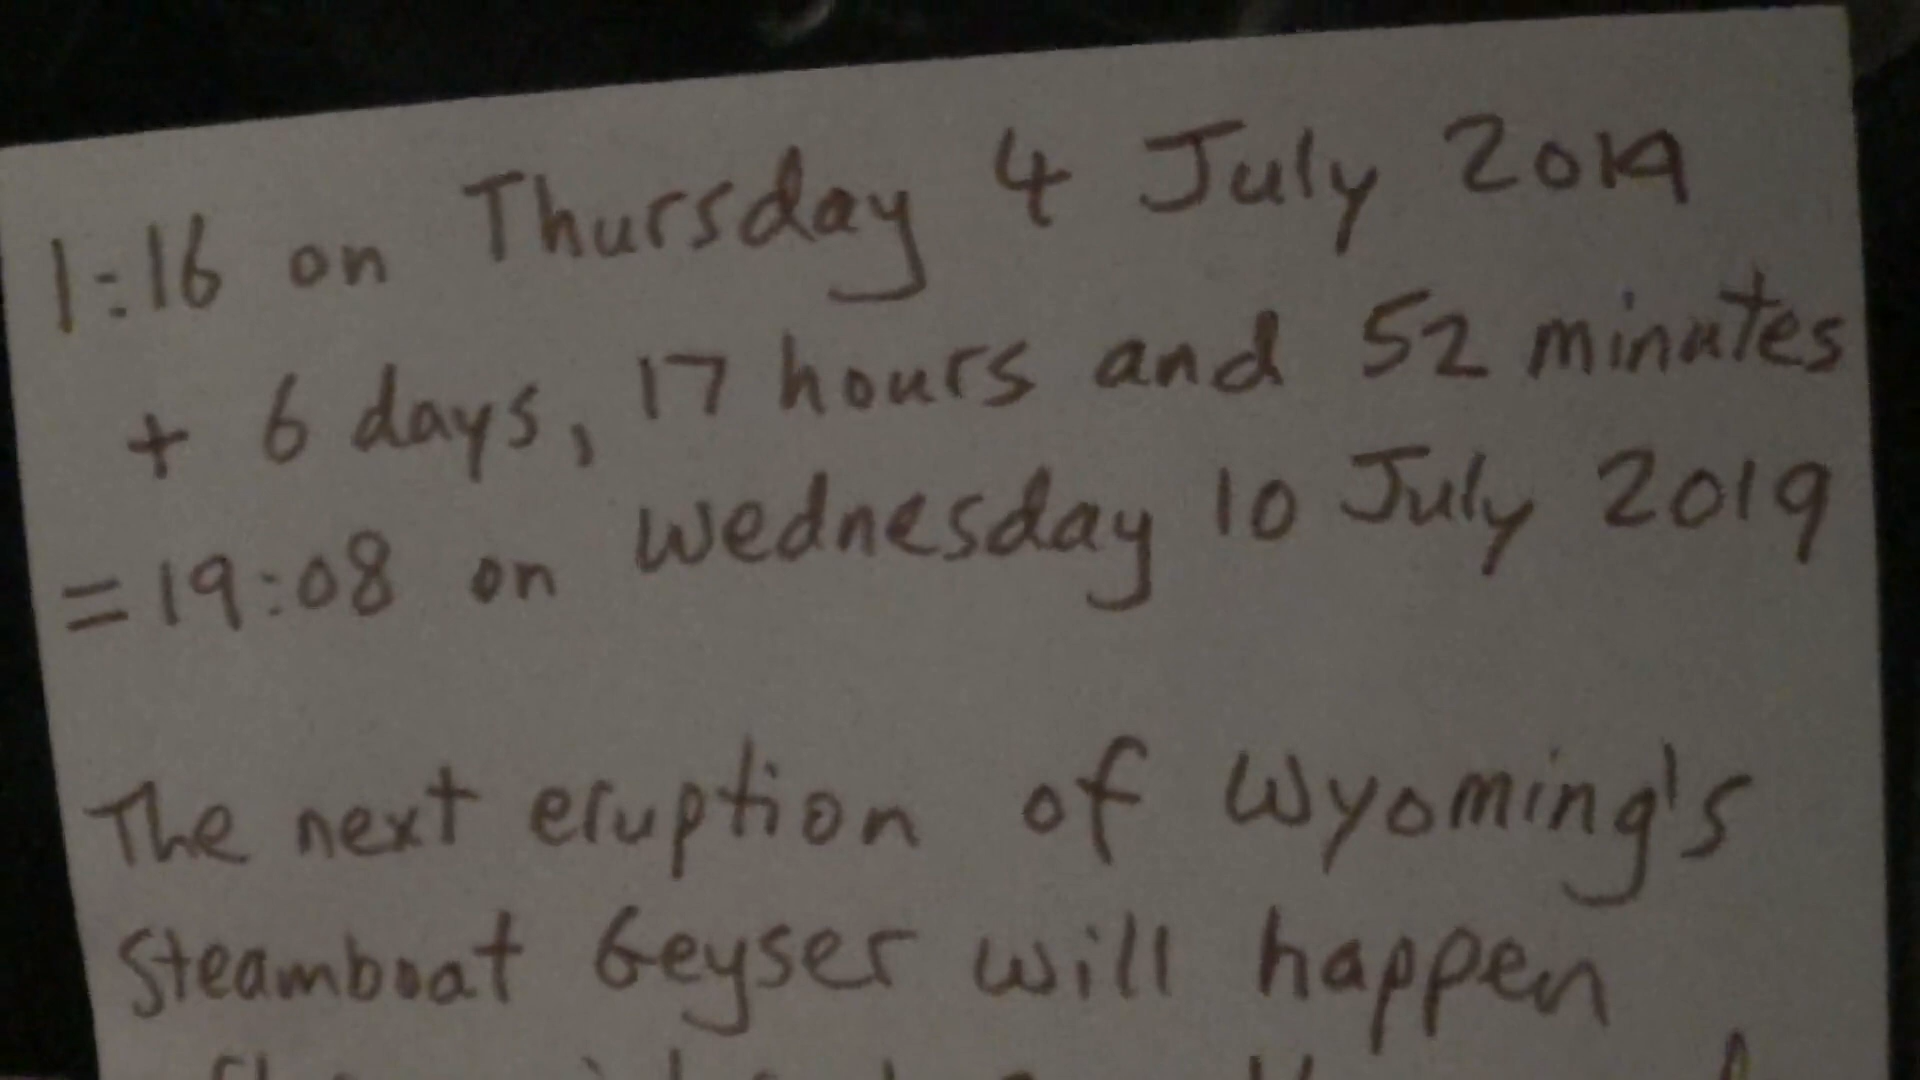 1:16 on Thursday 4 July 2019
+ 6 days, 17 hours and 52 minutes
= 19:08 on Wednesday 10 July 2019
The next eruption of Wyoming's
Steamboat Geyser will happen